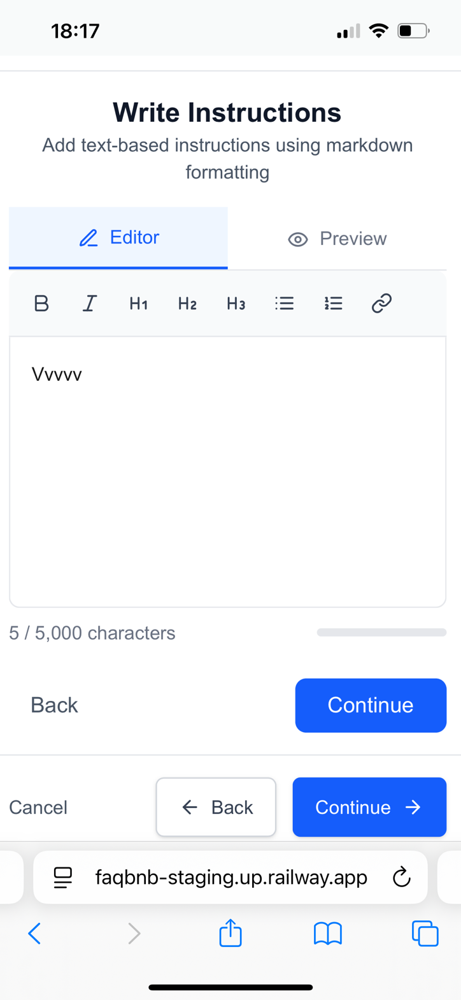 18:17
Write Instructions
Add text-based instructions using markdown
formatting
Editor
Preview
B I H1 H2 H3
Vvvvv
5 / 5,000 characters
Back
Continue
Cancel
← Back
Continue →
faqbnb-staging.up.railway.app